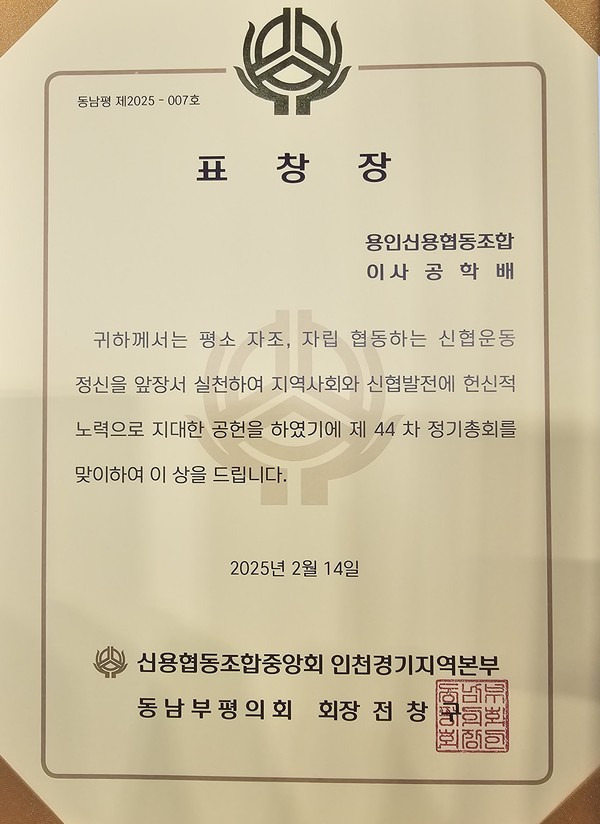 동남평 제2025 - 007호
표 창 장
용인신용협동조합
이사 공 학 배
귀하께서는 평소 자조, 자립 협동하는 신협운동
정신을 앞장서 실천하여 지역사회와 신협발전에 헌신적
노력으로 지대한 공헌을 하였기에 제 44 차 정기총회를
맞이하여 이 상을 드립니다.
2025년 2월 14일
신용협동조합중앙회 인천경기지역본부
동남부평의회 회장 전 창 구